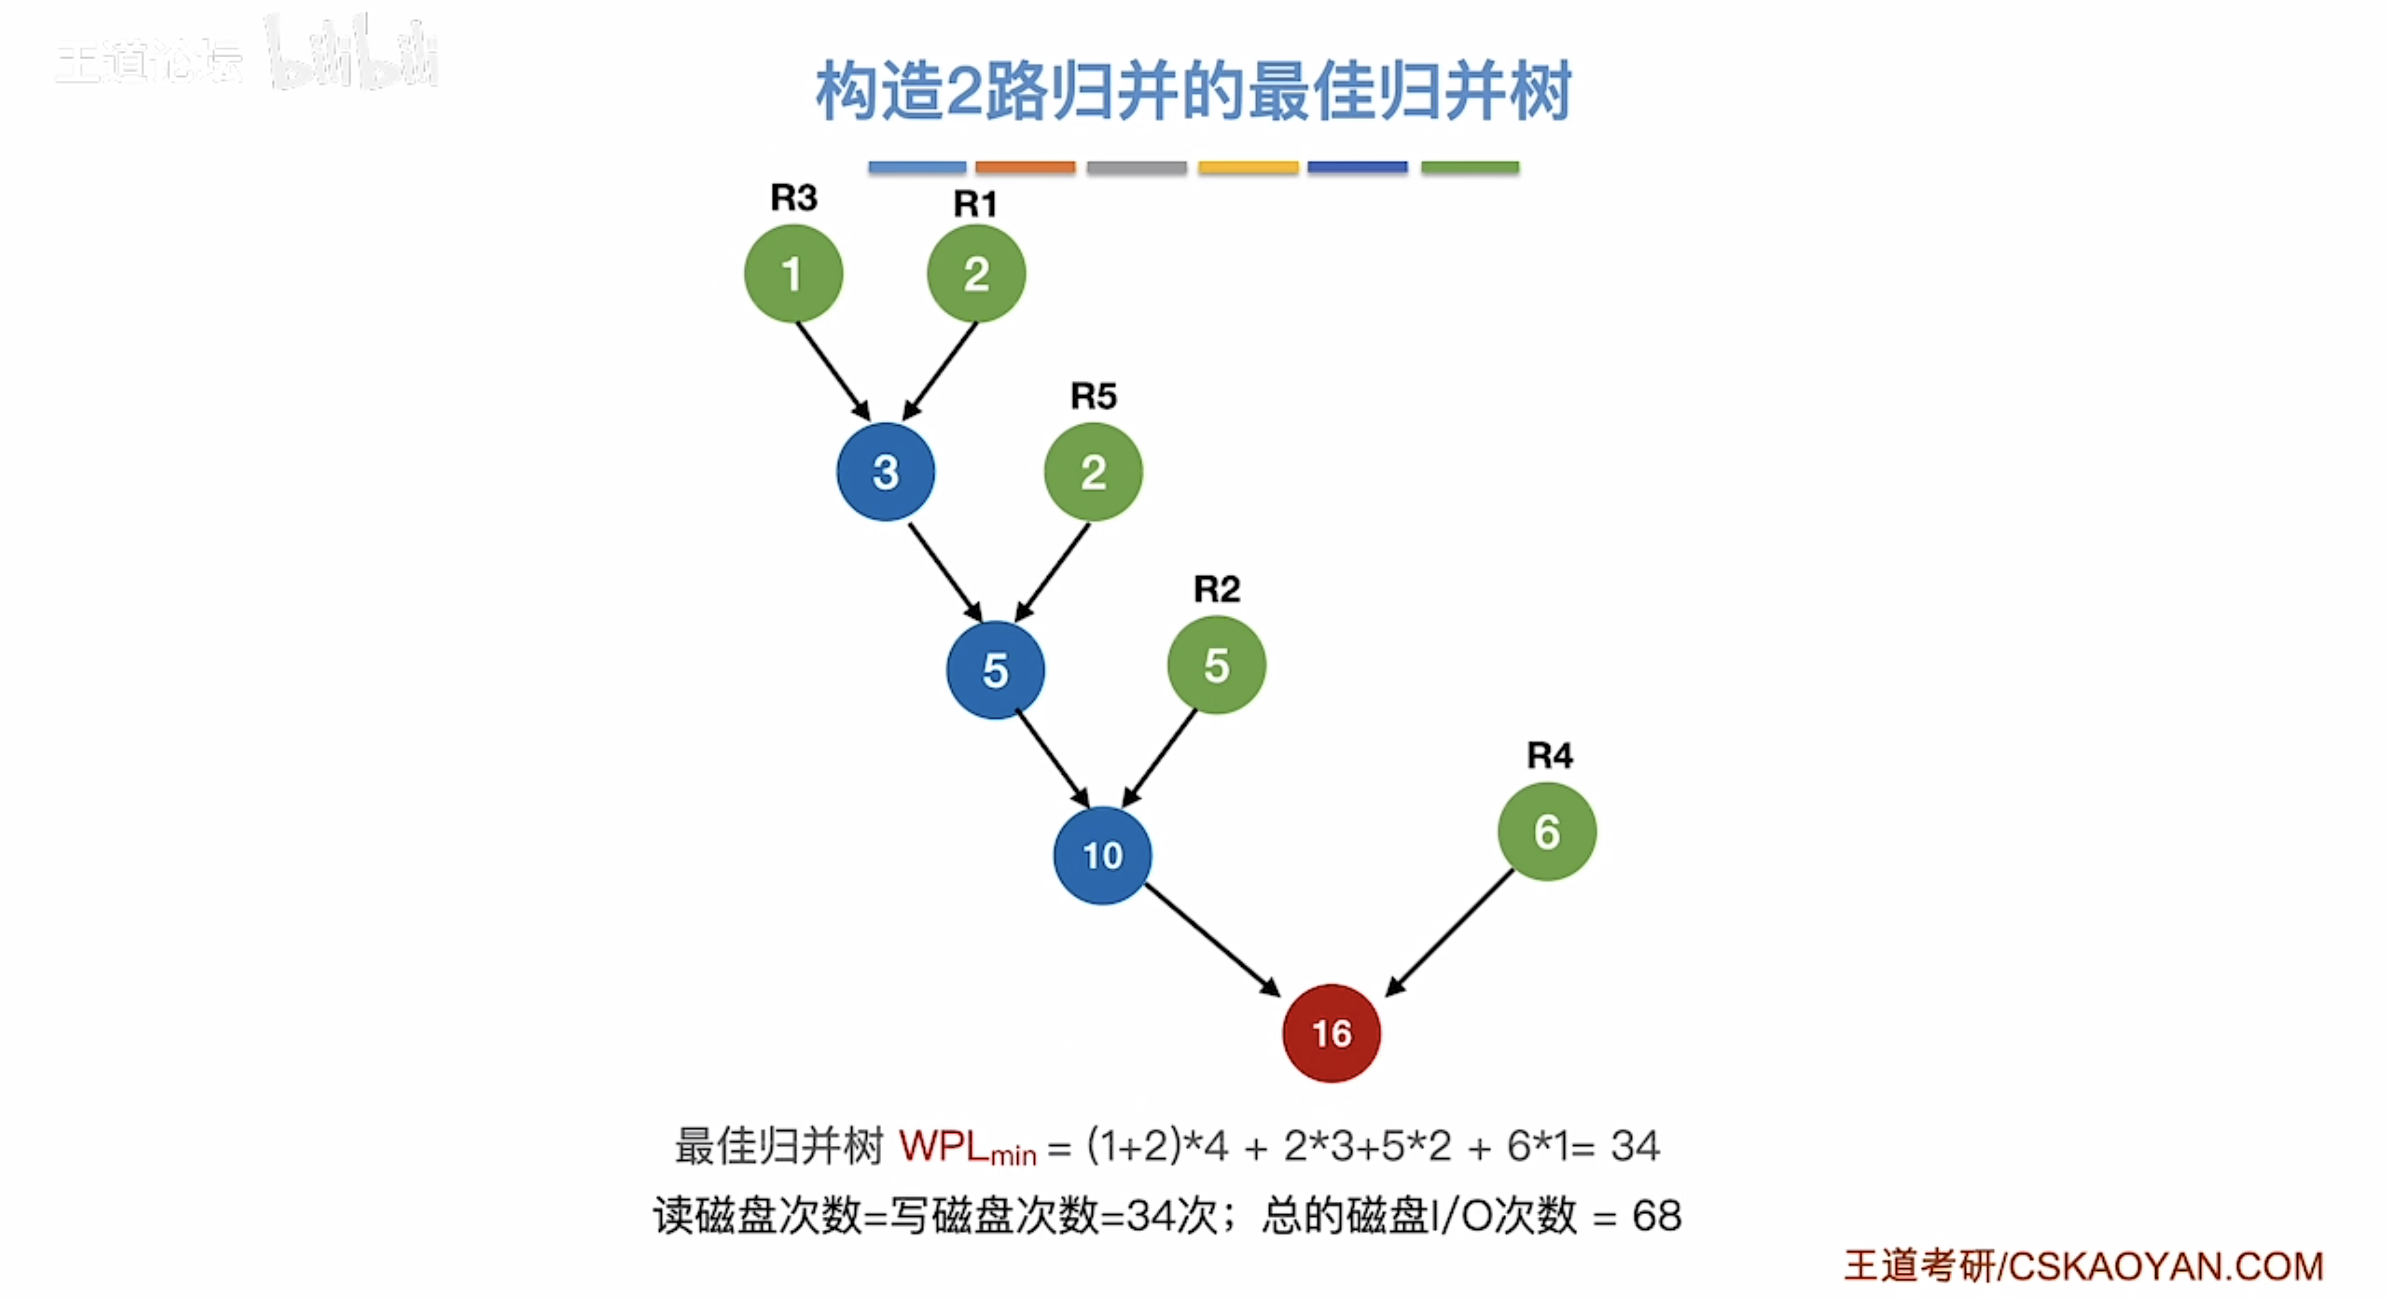 王道论坛 bilibili
构造2路归并的最佳归并树
R3 R1
1 2
R5
3 2
R2
5 5
R4
10 6
16
最佳归并树 WPLmin = (1+2)*4 + 2*3+5*2 + 6*1= 34
读磁盘次数=写磁盘次数=34次；总的磁盘I/O次数 = 68
王道考研/CSKAOYAN.COM